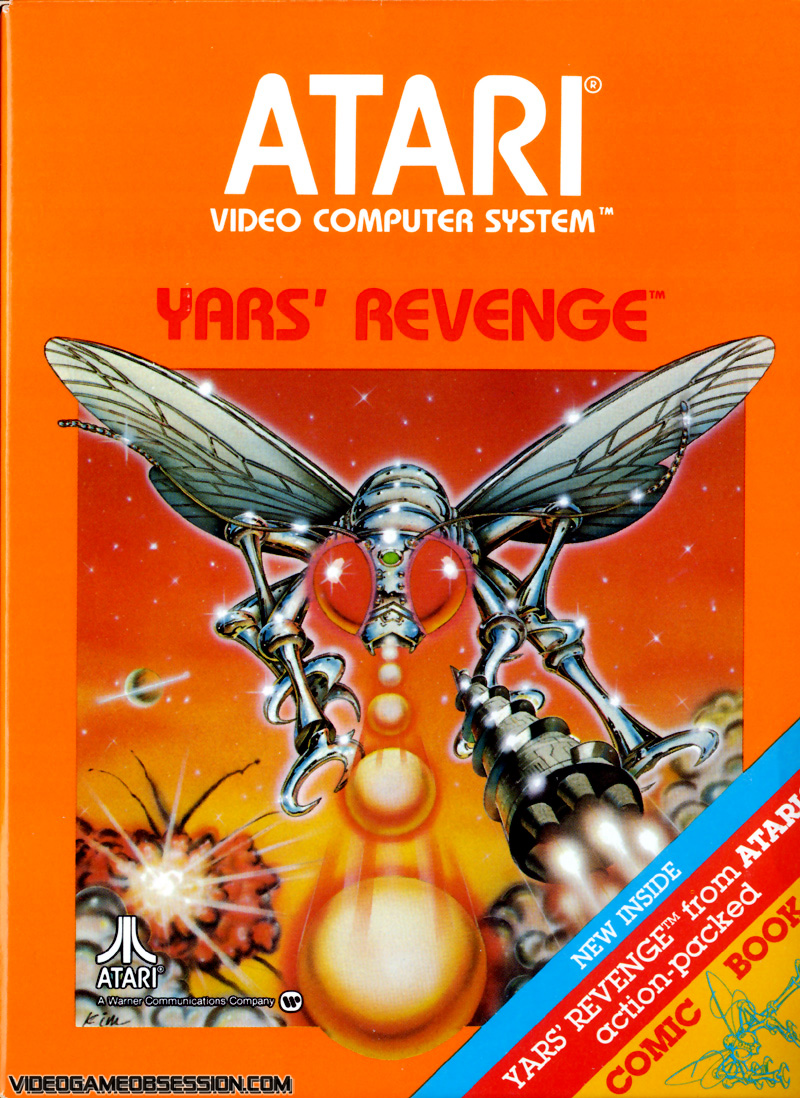 ATARI®
VIDEO COMPUTER SYSTEM™
YARS' REVENGE™
ATARI®
A Warner Communications Company
Kim
NEW INSIDE
YARS' REVENGE™ from ATARI
action-packed
COMIC BOOK
VIDEOGAMEOBSESSION.COM